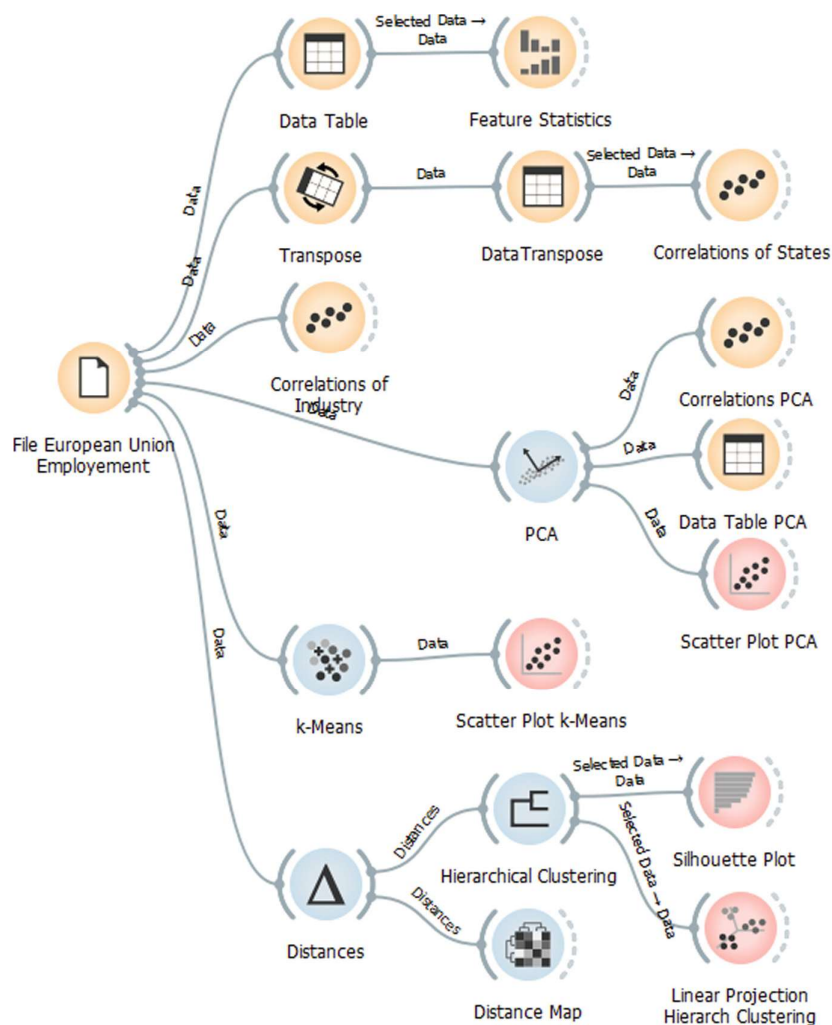 Selected Data →
Data
Data Table
Feature Statistics
Data
Selected Data →
Data
Data
Transpose
DataTranspose
Correlations of States
Data
Data
Correlations of
Industry
Data
File European Union
Employement
Data
Correlations PCA
Data
Data Table PCA
PCA
Data
Scatter Plot PCA
Data
Data
Data
k-Means
Scatter Plot k-Means
Selected Data →
Data
Distances
Hierarchical Clustering
Silhouette Plot
Selected Data → Data
Distances
Distances
Distance Map
Linear Projection
Hierarch Clustering